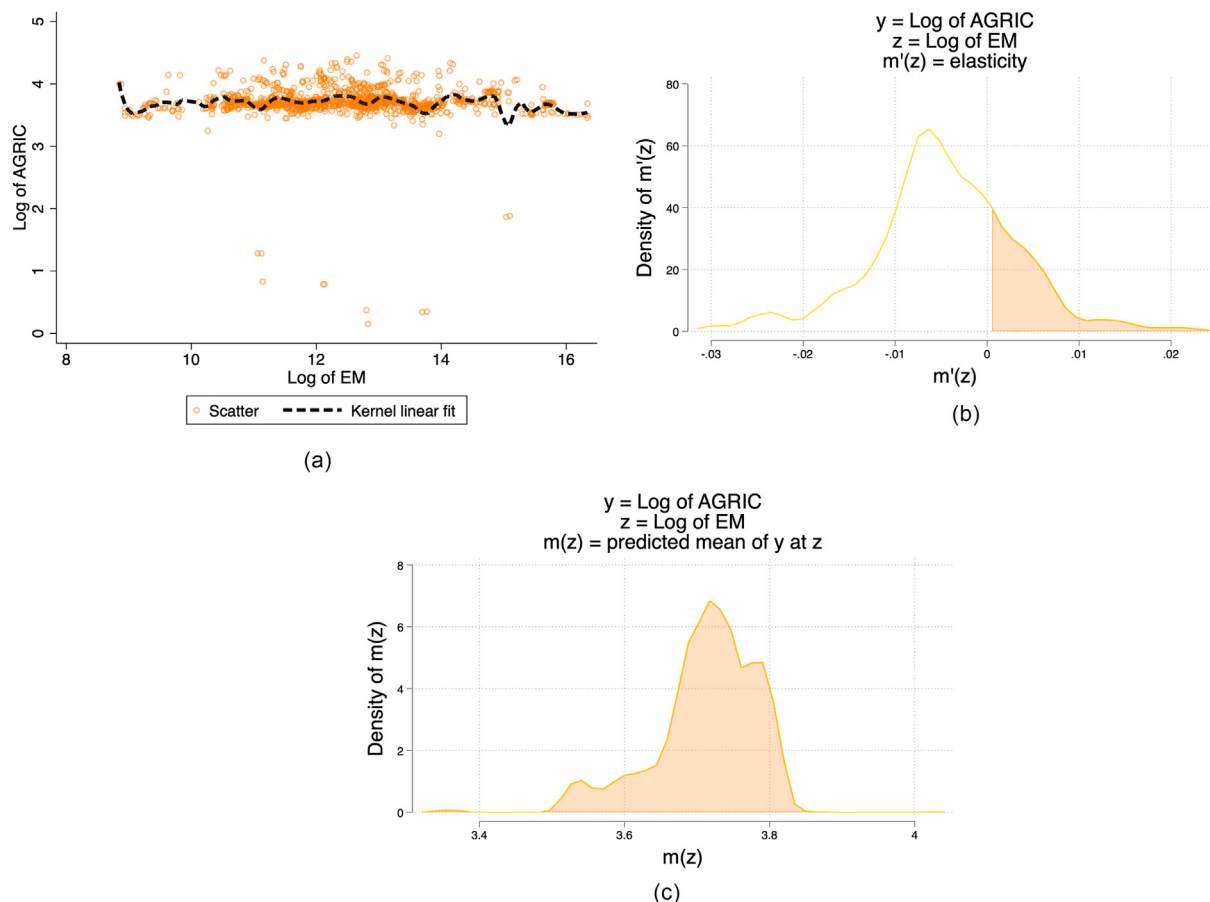 5
4
3
2
1
0
Log of AGRIC
8
10
12
14
16
Log of EM
Scatter
Kernel linear fit
(a)
y = Log of AGRIC
z = Log of EM
m'(z) = elasticity
80
60
40
20
0
Density of m'(z)
-.03
-.02
-.01
0
.01
.02
m'(z)
(b)
y = Log of AGRIC
z = Log of EM
m(z) = predicted mean of y at z
8
6
4
2
0
Density of m(z)
3.4
3.6
3.8
4
m(z)
(c)